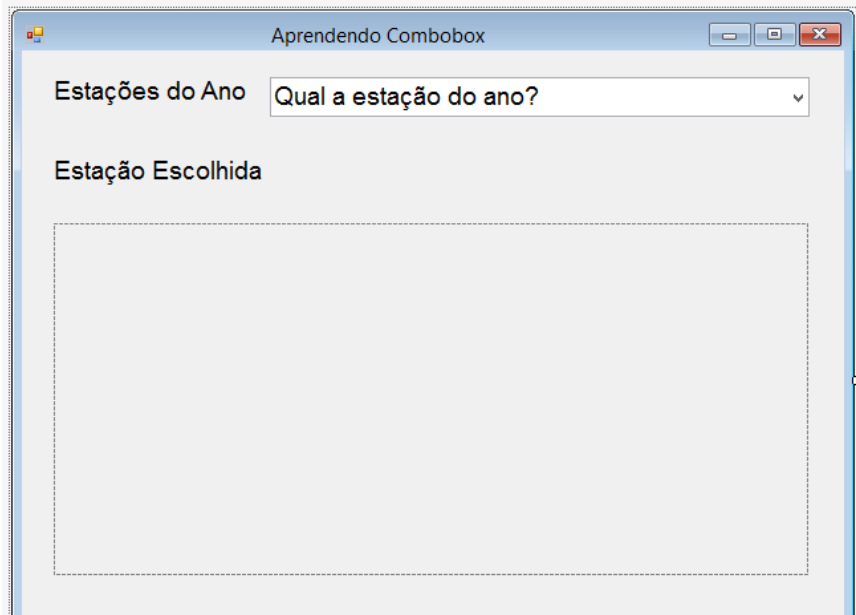 Aprendendo Combobox
Estações do Ano
Qual a estação do ano?
Estação Escolhida